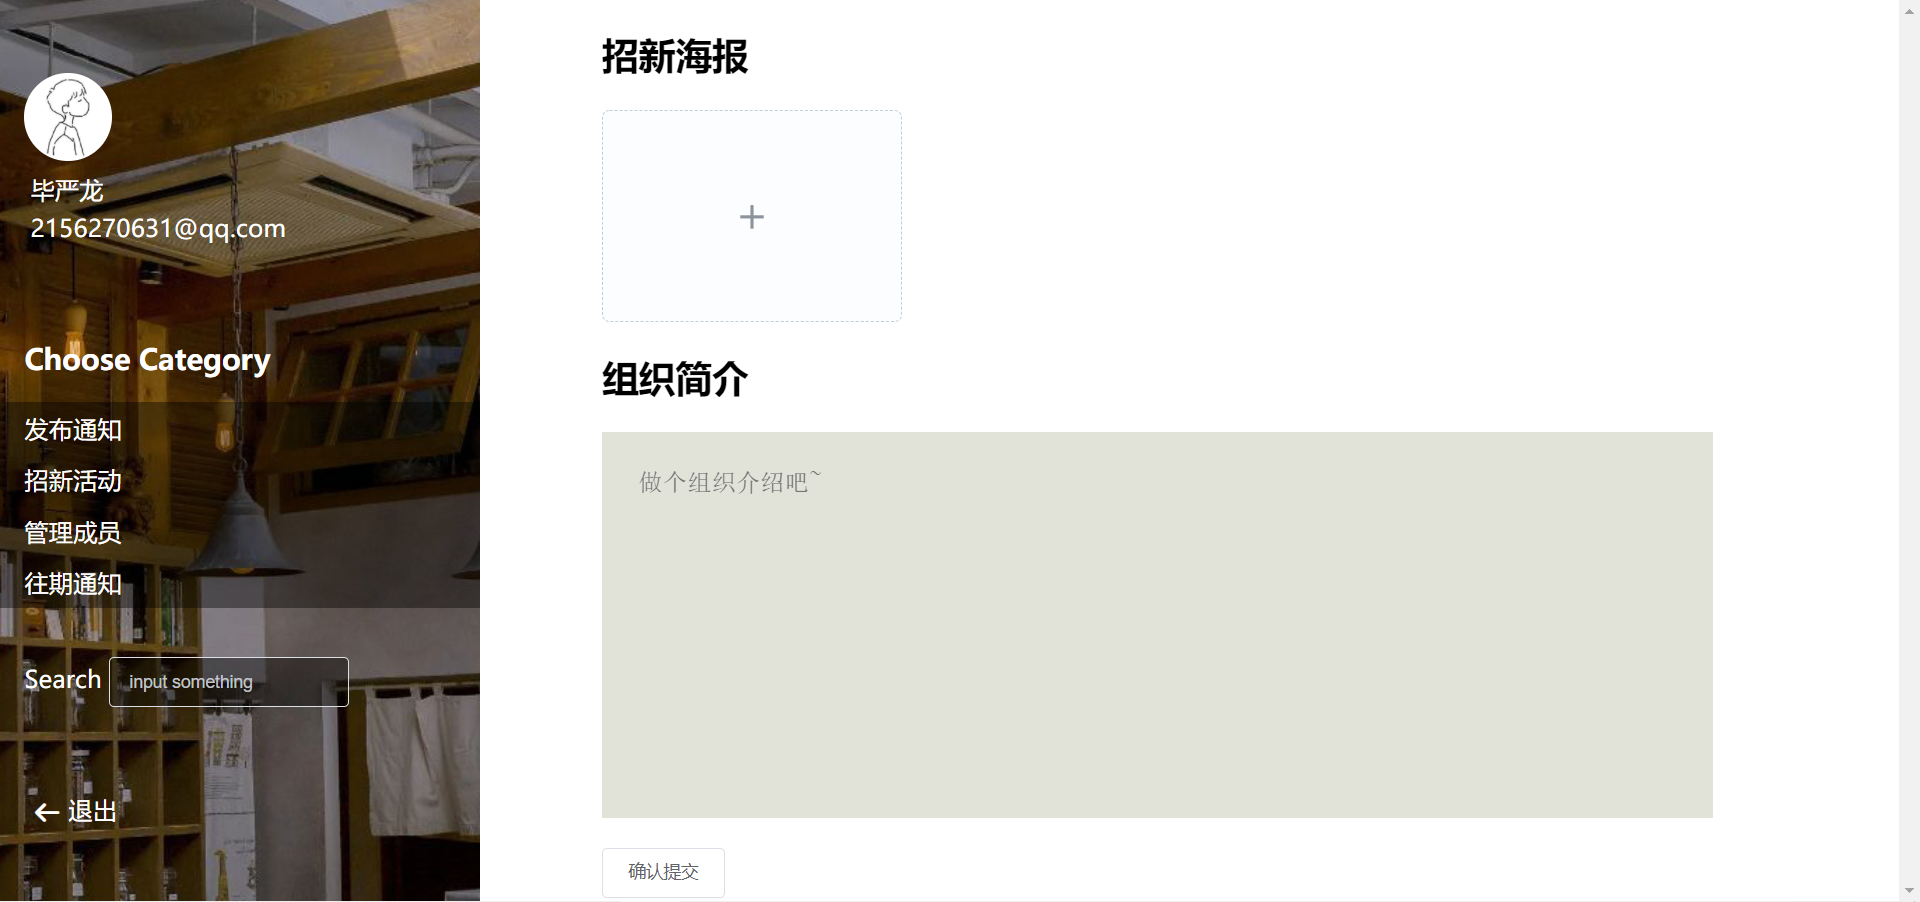 毕严龙
2156270631@qq.com
Choose Category
发布通知
招新活动
管理成员
往期通知
Search input something
退出
招新海报
组织简介
做个组织介绍吧~
确认提交